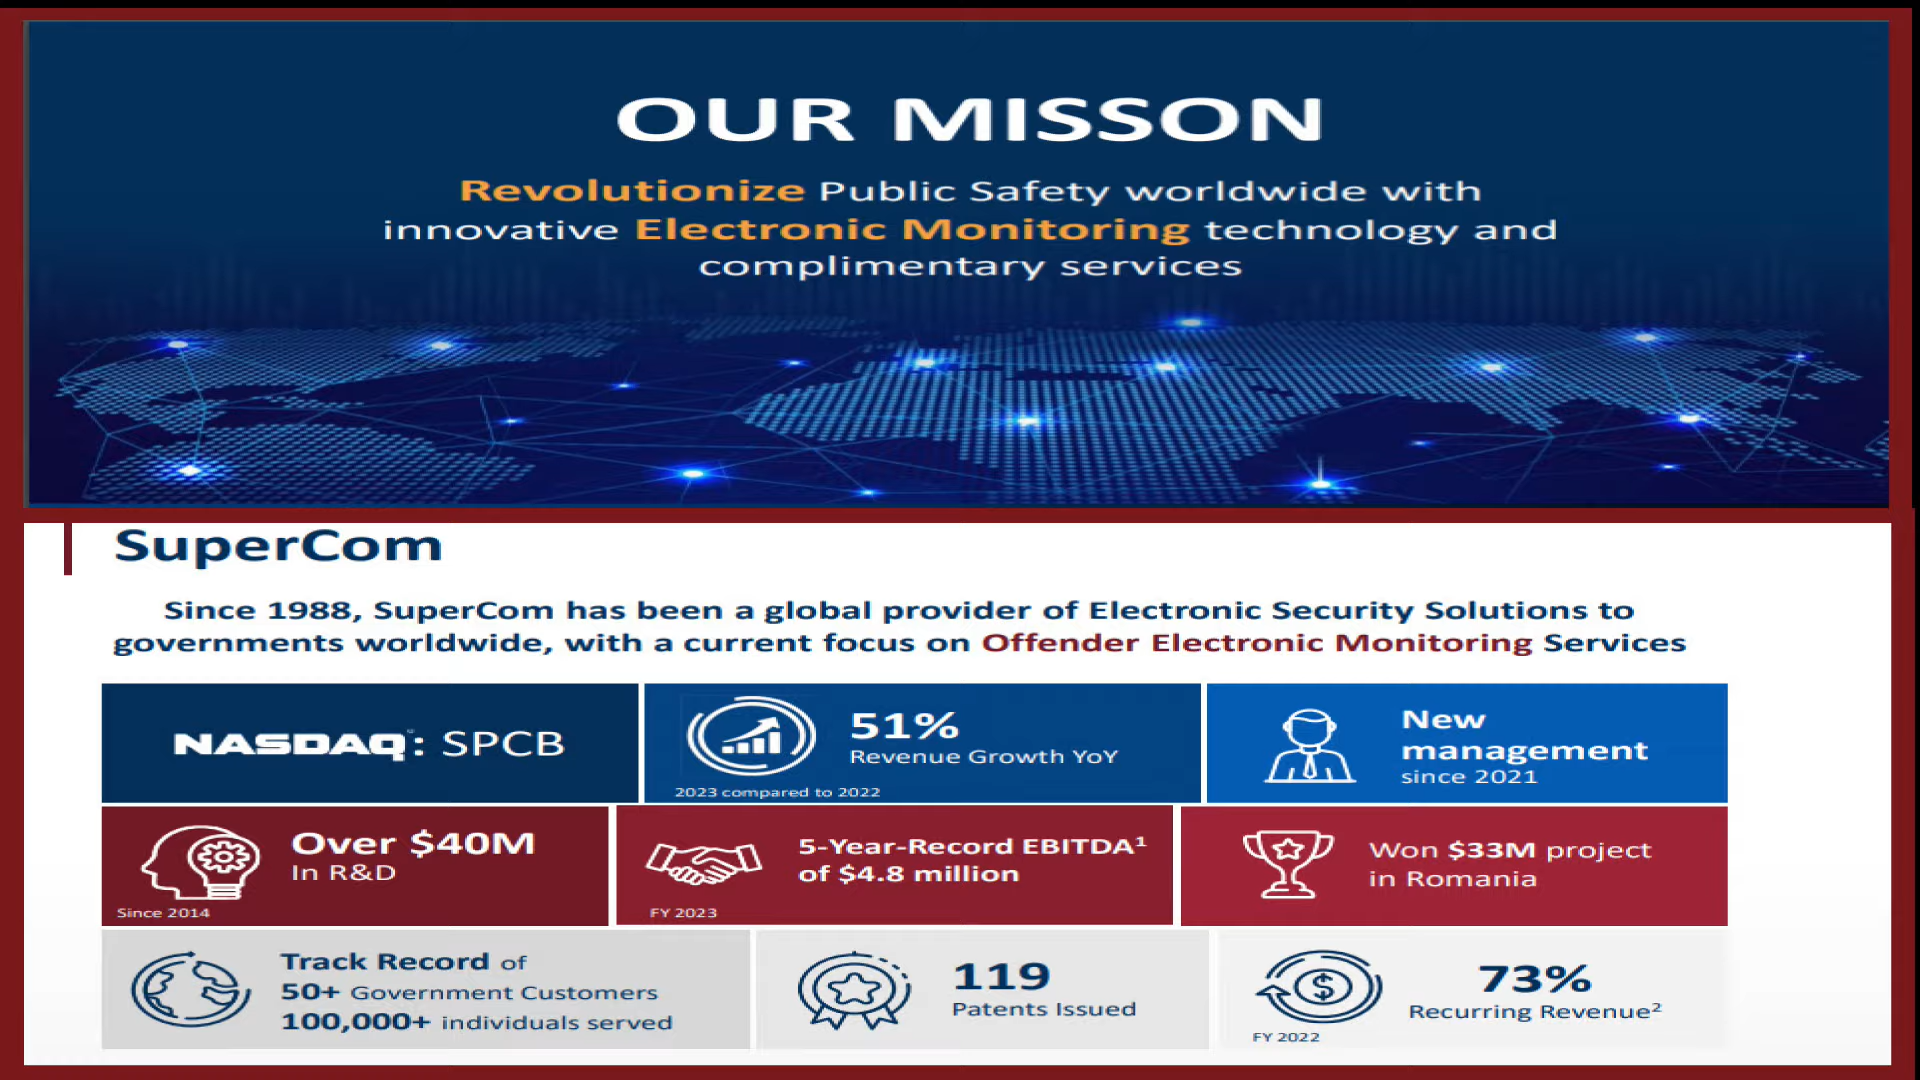 OUR MISSON
Revolutionize Public Safety worldwide with
innovative Electronic Monitoring technology and
complimentary services
SuperCom
Since 1988, SuperCom has been a global provider of Electronic Security Solutions to
governments worldwide, with a current focus on Offender Electronic Monitoring Services
NASDAQ: SPCB
51%
Revenue Growth YoY
2023 compared to 2022
New
management
since 2021
Over $40M
In R&D
Since 2014
5-Year-Record EBITDA¹
of $4.8 million
FY 2023
Won $33M project
in Romania
Track Record of
50+ Government Customers
100,000+ individuals served
119
Patents Issued
73%
Recurring Revenue²
FY 2022